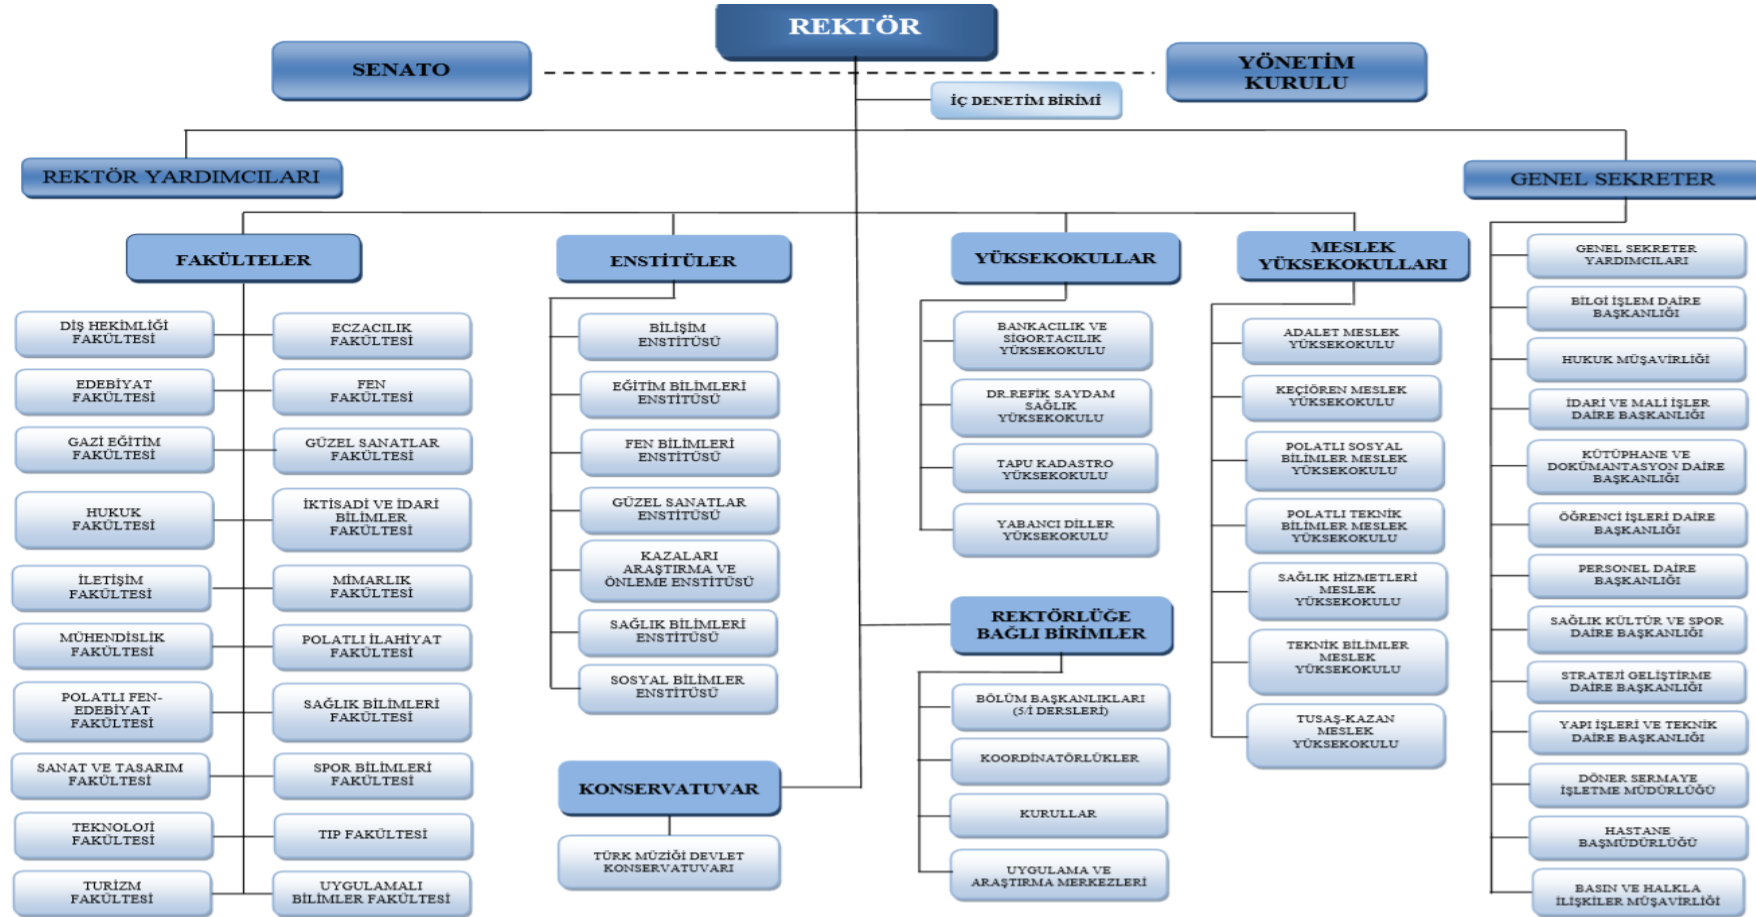 REKTÖR
SENATO
YÖNETİM
KURULU
İÇ DENETİM BİRİMİ
REKTÖR YARDIMCILARI
GENEL SEKRETER
FAKÜLTELER
DİŞ HEKİMLİĞİ
FAKÜLTESİ
ECZACILIK
FAKÜLTESİ
EDEBİYAT
FAKÜLTESİ
FEN
FAKÜLTESİ
GAZİ EĞİTİM
FAKÜLTESİ
GÜZEL SANATLAR
FAKÜLTESİ
HUKUK
FAKÜLTESİ
İKTİSADİ VE İDARİ
BİLİMLER
FAKÜLTESİ
İLETİŞİM
FAKÜLTESİ
MİMARLIK
FAKÜLTESİ
MÜHENDİSLİK
FAKÜLTESİ
POLATLI İLAHİYAT
FAKÜLTESİ
POLATLI FEN-
EDEBİYAT
FAKÜLTESİ
SAĞLIK BİLİMLERİ
FAKÜLTESİ
SANAT VE TASARIM
FAKÜLTESİ
SPOR BİLİMLERİ
FAKÜLTESİ
TEKNOLOJİ
FAKÜLTESİ
TIP FAKÜLTESİ
TURİZM
FAKÜLTESİ
UYGULAMALI
BİLİMLER FAKÜLTESİ
ENSTİTÜLER
BİLİŞİM
ENSTİTÜSÜ
EĞİTİM BİLİMLERİ
ENSTİTÜSÜ
FEN BİLİMLERİ
ENSTİTÜSÜ
GÜZEL SANATLAR
ENSTİTÜSÜ
KAZALARI
ARAŞTIRMA VE
ÖNLEME ENSTİTÜSÜ
SAĞLIK BİLİMLERİ
ENSTİTÜSÜ
SOSYAL BİLİMLER
ENSTİTÜSÜ
KONSERVATUVAR
TÜRK MÜZİĞİ DEVLET
KONSERVATUVARI
YÜKSEKOKULLAR
BANKACILIK VE
SİGORTACILIK
YÜKSEKOKULU
DR.REFİK SAYDAM
SAĞLIK
YÜKSEKOKULU
TAPU KADASTRO
YÜKSEKOKULU
YABANCI DİLLER
YÜKSEKOKULU
REKTÖRLÜĞE
BAĞLI BİRİMLER
BÖLÜM BAŞKANLIKLARI
(5/İ DERSLERİ)
KOORDİNATÖRLÜKLER
KURULLAR
UYGULAMA VE
ARAŞTIRMA MERKEZLERİ
MESLEK
YÜKSEKOKULLARI
ADALET MESLEK
YÜKSEKOKULU
KEÇİÖREN MESLEK
YÜKSEKOKULU
POLATLI SOSYAL
BİLİMLER MESLEK
YÜKSEKOKULU
POLATLI TEKNİK
BİLİMLER MESLEK
YÜKSEKOKULU
SAĞLIK HİZMETLERİ
MESLEK
YÜKSEKOKULU
TEKNİK BİLİMLER
MESLEK
YÜKSEKOKULU
TUSAŞ-KAZAN
MESLEK
YÜKSEKOKULU
GENEL SEKRETER
YARDIMCILARI
BİLGİ İŞLEM DAİRE
BAŞKANLIĞI
HUKUK MÜŞAVİRLİĞİ
İDARİ VE MALİ İŞLER
DAİRE BAŞKANLIĞI
KÜTÜPHANE VE
DOKÜMANTASYON DAİRE
BAŞKANLIĞI
ÖĞRENCİ İŞLERİ DAİRE
BAŞKANLIĞI
PERSONEL DAİRE
BAŞKANLIĞI
SAĞLIK KÜLTÜR VE SPOR
DAİRE BAŞKANLIĞI
STRATEJİ GELİŞTİRME
DAİRE BAŞKANLIĞI
YAPI İŞLERİ VE TEKNİK
DAİRE BAŞKANLIĞI
DÖNER SERMAYE
İŞLETME MÜDÜRLÜĞÜ
HASTANE
BAŞMÜDÜRLÜĞÜ
BASIN VE HALKLA
İLİŞKİLER MÜŞAVİRLİĞİ